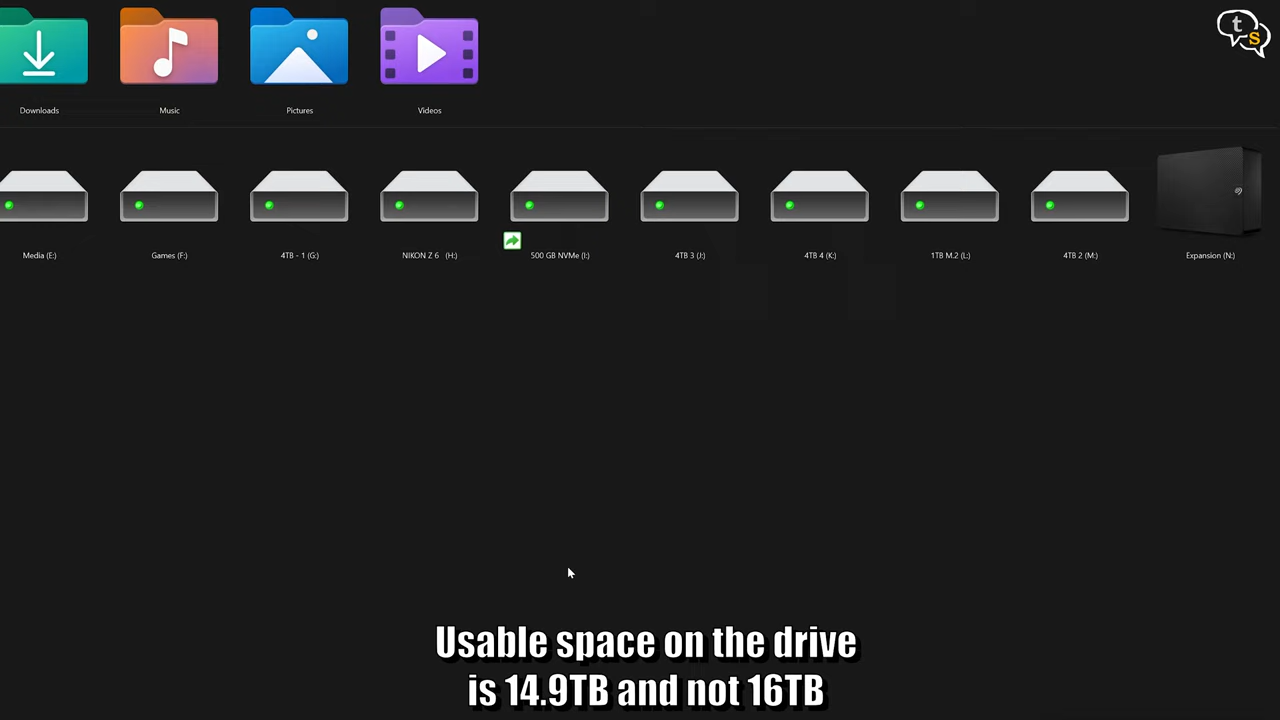 ts
Downloads
Music
Pictures
Videos
Media (E:)
Games (F:)
4TB - 1 (G:)
NIKON Z 6 (H:)
500 GB NVMe (I:)
4TB 3 (J:)
4TB 4 (K:)
1TB M.2 (L:)
4TB 2 (M:)
Expansion (N:)
Usable space on the drive
is 14.9TB and not 16TB